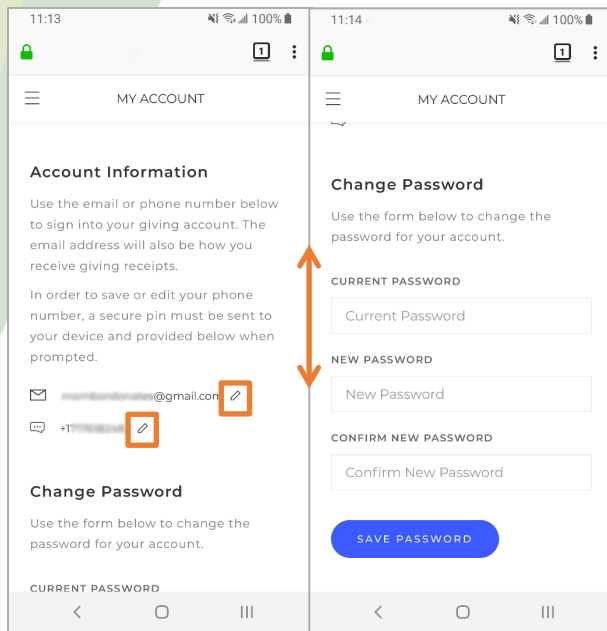 11:13
100%
1
MY ACCOUNT
Account Information
Use the email or phone number below
to sign into your giving account. The
email address will also be how you
receive giving receipts.
In order to save or edit your phone
number, a secure pin must be sent to
your device and provided below when
prompted.
@gmail.com
+1
Change Password
Use the form below to change the
password for your account.
CURRENT PASSWORD
11:14
100%
1
MY ACCOUNT
Change Password
Use the form below to change the
password for your account.
CURRENT PASSWORD
Current Password
NEW PASSWORD
New Password
CONFIRM NEW PASSWORD
Confirm New Password
SAVE PASSWORD